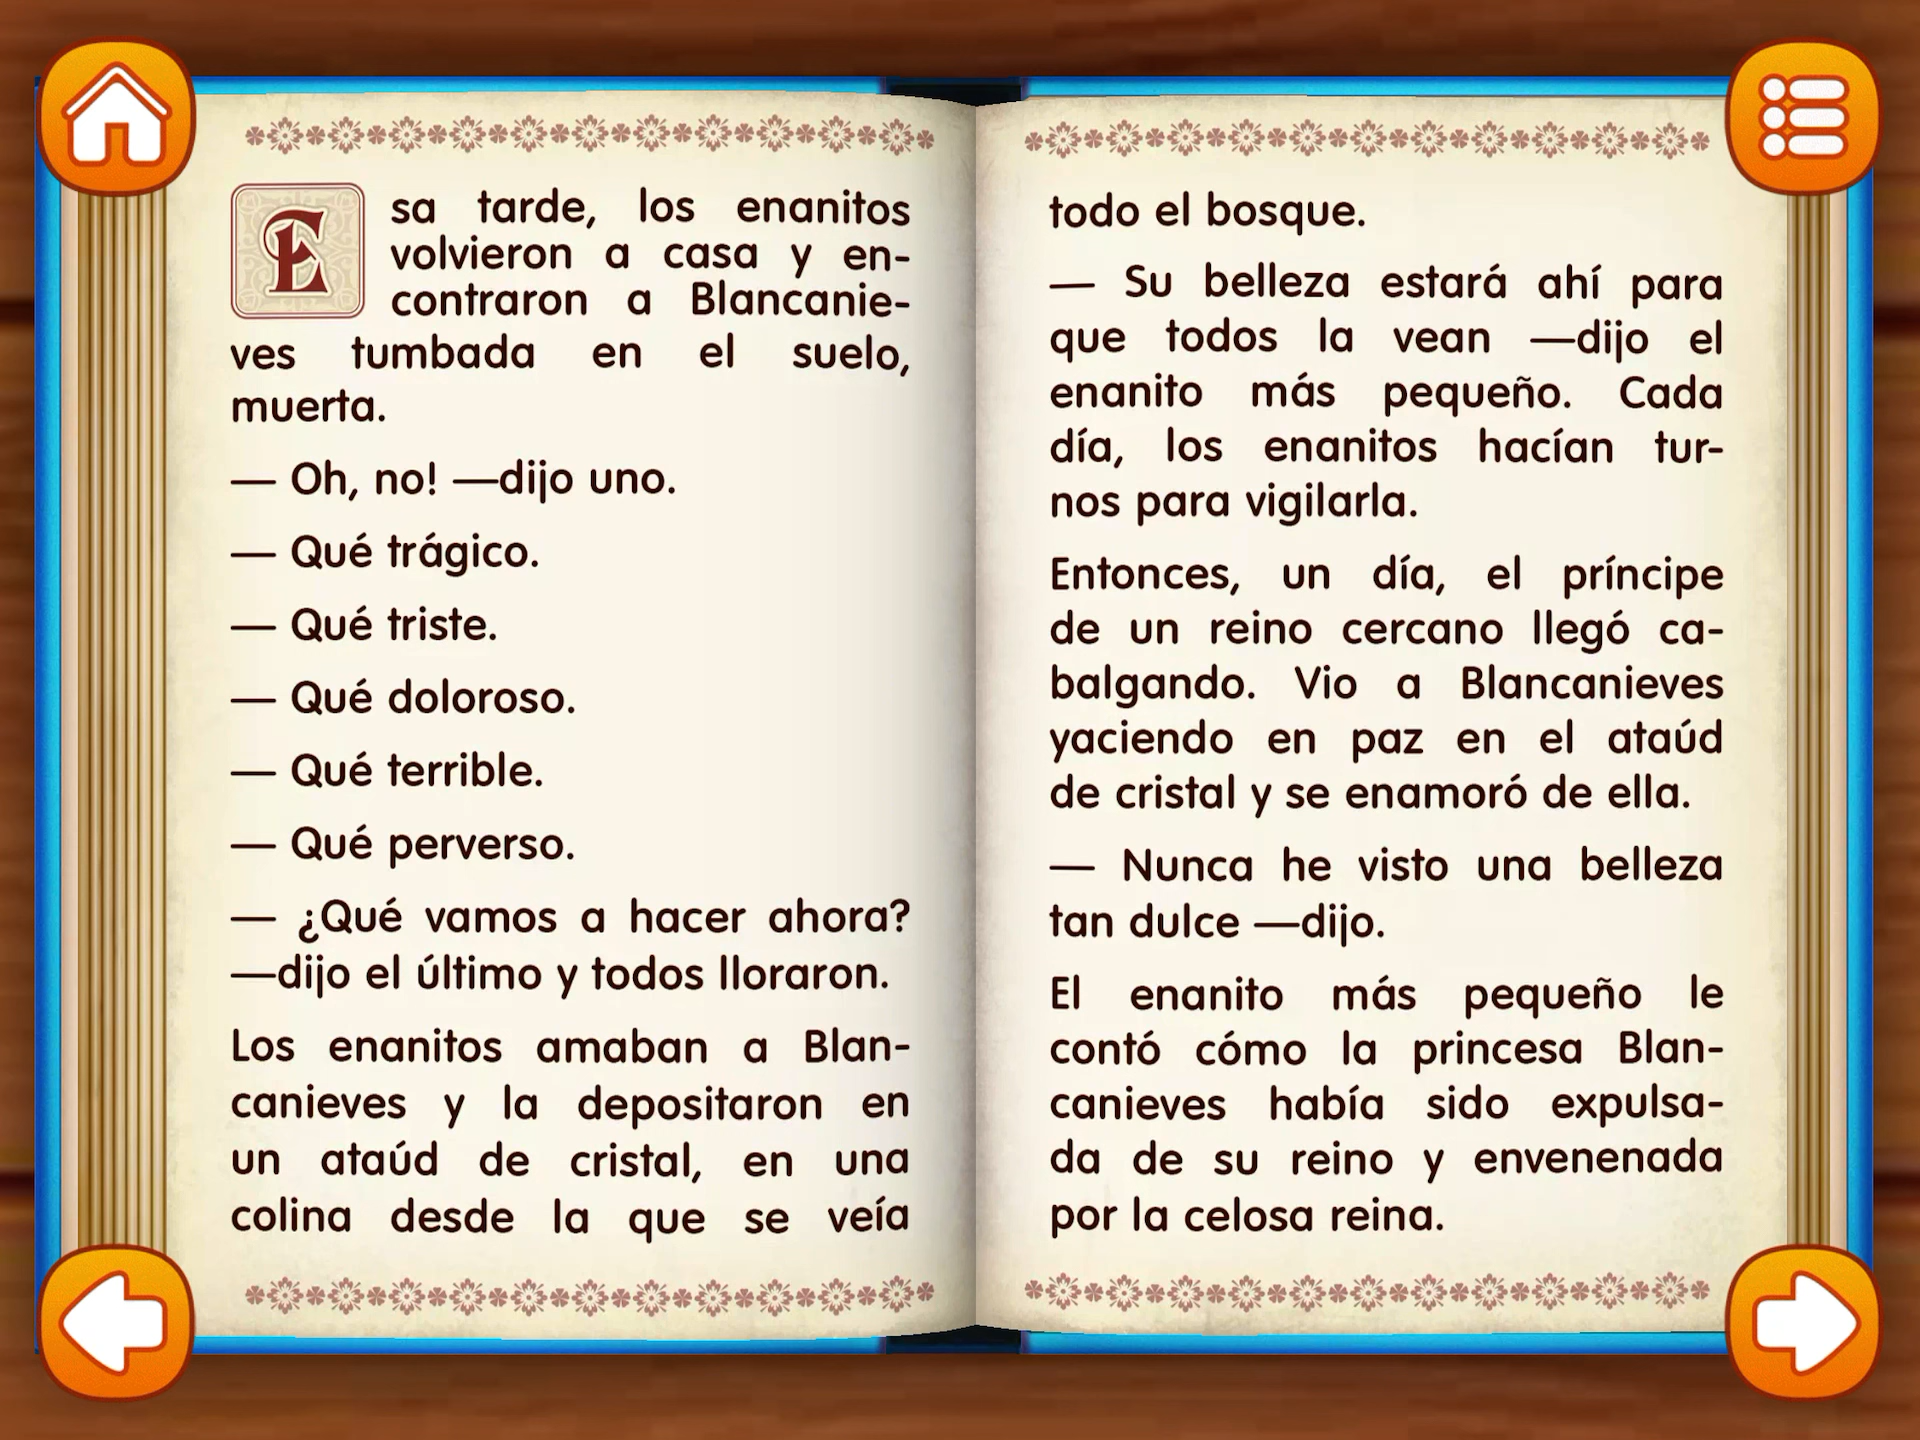 Esa tarde, los enanitos
volvieron a casa y en-
contraron a Blancanie-
ves tumbada en el suelo,
muerta.
— Oh, no! —dijo uno.
— Qué trágico.
— Qué triste.
— Qué doloroso.
— Qué terrible.
— Qué perverso.
— ¿Qué vamos a hacer ahora?
—dijo el último y todos lloraron.
Los enanitos amaban a Blan-
canieves y la depositaron en
un ataúd de cristal, en una
colina desde la que se veía
todo el bosque.
— Su belleza estará ahí para
que todos la vean —dijo el
enanito más pequeño. Cada
día, los enanitos hacían tur-
nos para vigilarla.
Entonces, un día, el príncipe
de un reino cercano llegó ca-
balgando. Vio a Blancanieves
yaciendo en paz en el ataúd
de cristal y se enamoró de ella.
— Nunca he visto una belleza
tan dulce —dijo.
El enanito más pequeño le
contó cómo la princesa Blan-
canieves había sido expulsa-
da de su reino y envenenada
por la celosa reina.